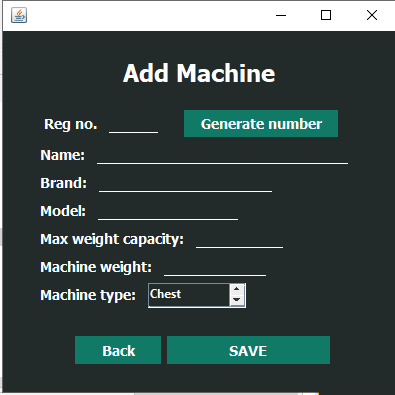 Add Machine
Reg no. Generate number
Name:
Brand:
Model:
Max weight capacity:
Machine weight:
Machine type: Chest
Back SAVE